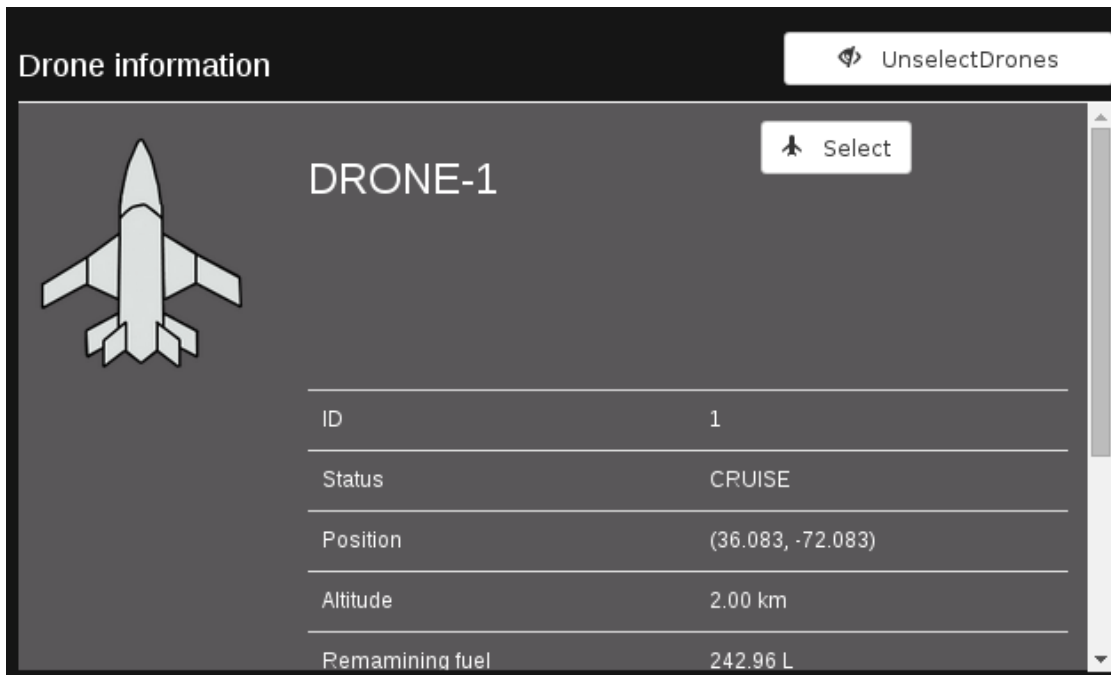 Drone information
UnselectDrones
DRONE-1
Select
ID 1
Status CRUISE
Position (36.083, -72.083)
Altitude 2.00 km
Remamining fuel 242.96 L